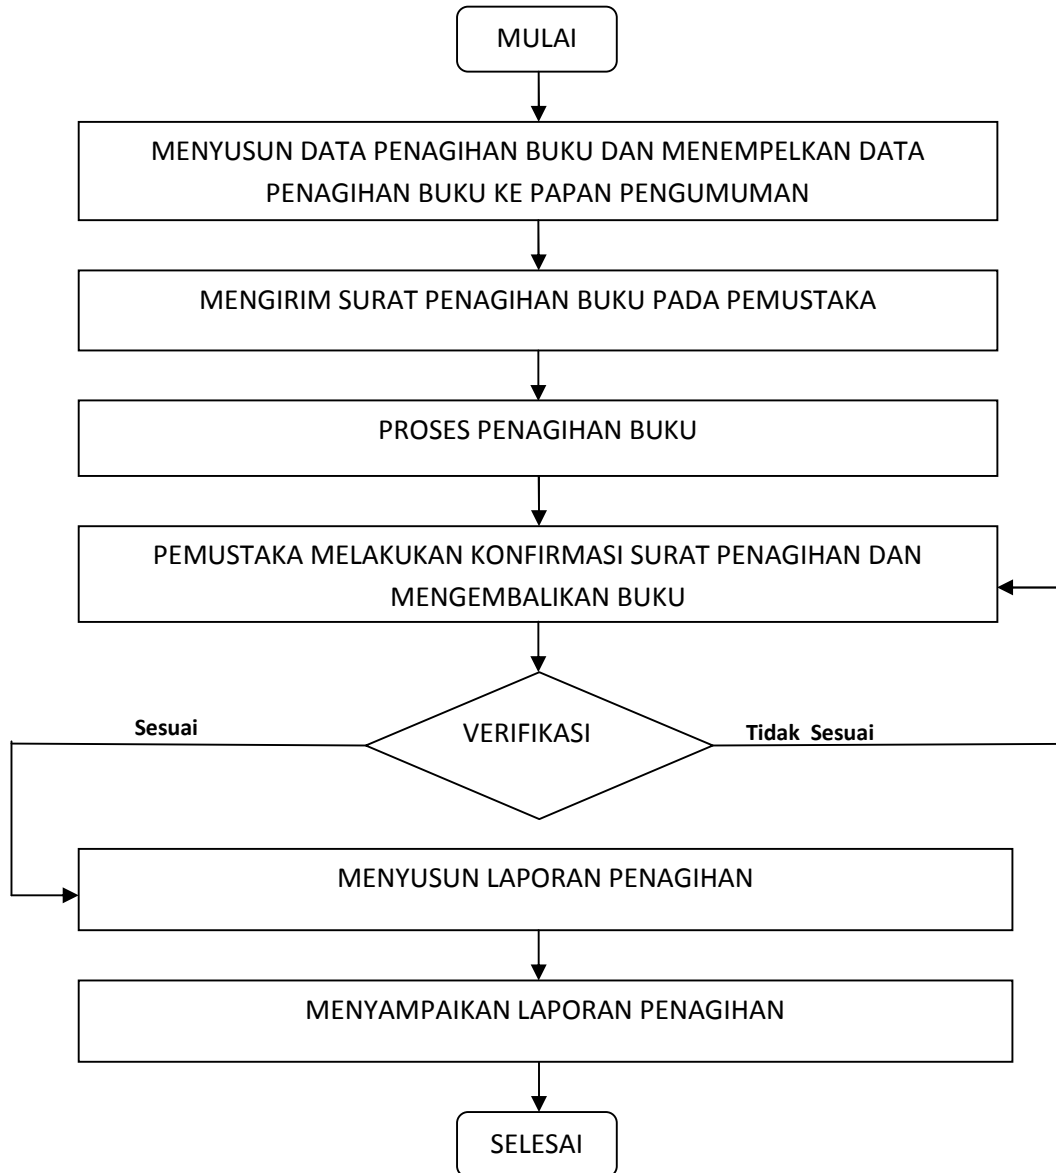 MULAI
MENYUSUN DATA PENAGIHAN BUKU DAN MENEMPELKAN DATA
PENAGIHAN BUKU KE PAPAN PENGUMUMAN
MENGIRIM SURAT PENAGIHAN BUKU PADA PEMUSTAKA
PROSES PENAGIHAN BUKU
PEMUSTAKA MELAKUKAN KONFIRMASI SURAT PENAGIHAN DAN
MENGEMBALIKAN BUKU
Sesuai
VERIFIKASI
Tidak Sesuai
MENYUSUN LAPORAN PENAGIHAN
MENYAMPAIKAN LAPORAN PENAGIHAN
SELESAI